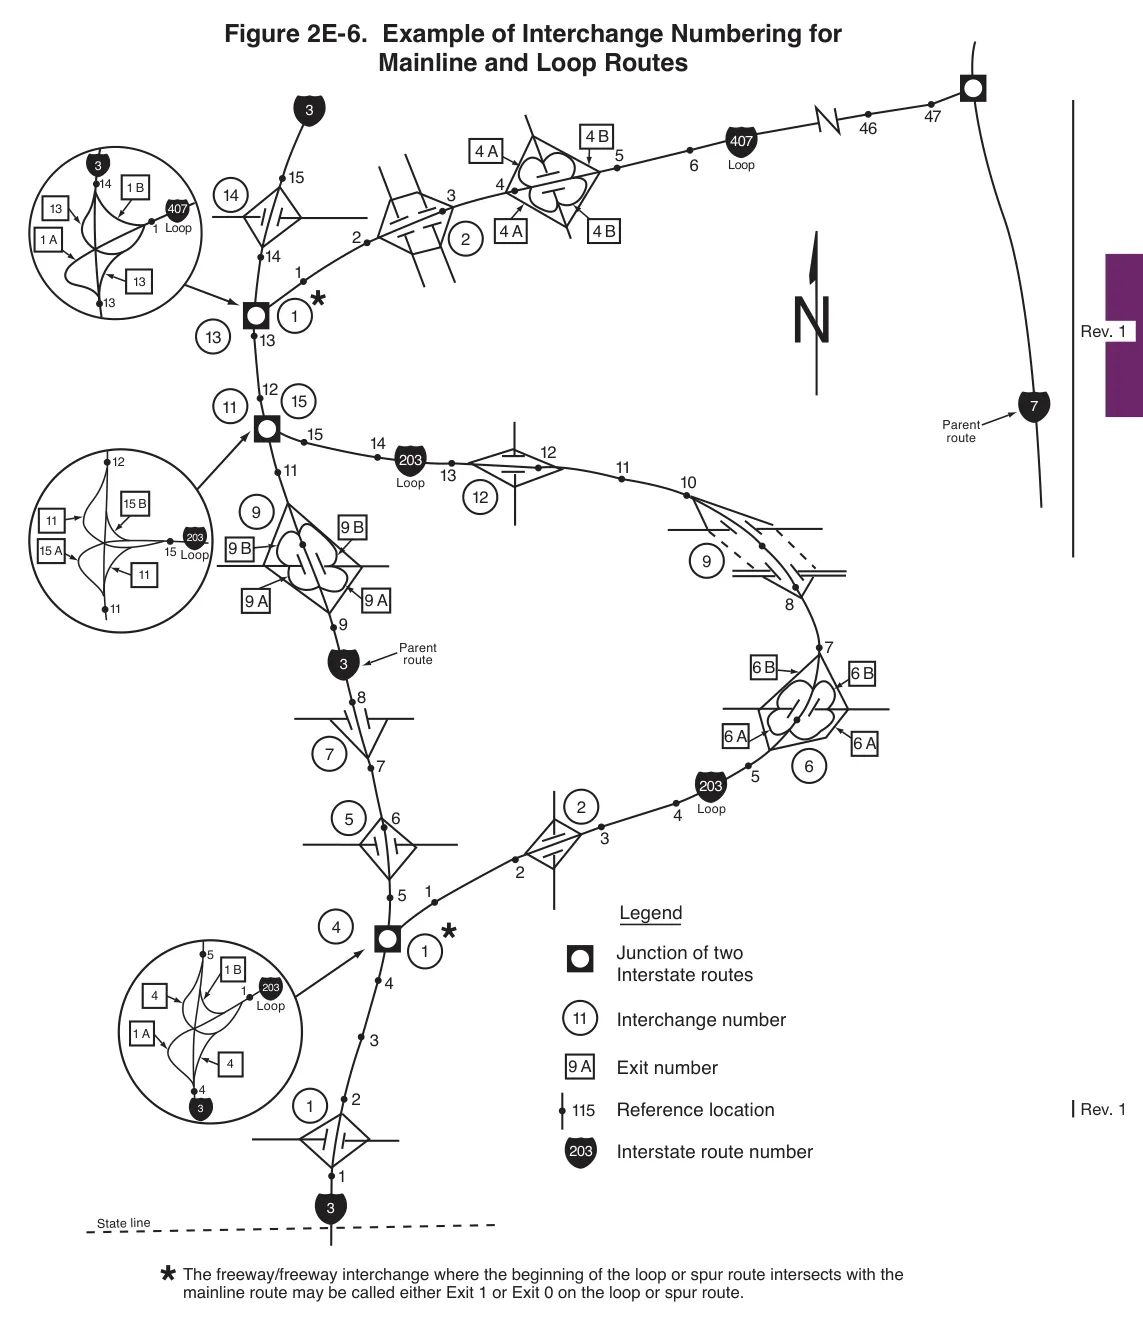 Figure 2E-6. Example of Interchange Numbering for
Mainline and Loop Routes
3
407
Loop
46
47
4 A
4 B
5
6
4
4 A
4 B
3
2
2
1
15
14
14
3
14
1 B
13
407
Loop
1
1 A
13
13
1
*
13
13
N
Rev. 1
7
Parent
route
12
11
15
15
14
203
Loop
13
12
12
11
10
9
8
7
11
12
11
15 B
15 A
15
203
Loop
11
11
9
9 B
9 B
9 A
9 A
9
3
Parent
route
8
7
7
6 B
6 B
6 A
6 A
6
5
203
Loop
4
3
2
2
1
5
6
5
4
1
*
5
1 B
4
1
203
Loop
1 A
4
4
3
4
3
2
1
1
3
State line
Legend
Junction of two
Interstate routes
11
Interchange number
9 A
Exit number
115
Reference location
203
Interstate route number
Rev. 1
* The freeway/freeway interchange where the beginning of the loop or spur route intersects with the
mainline route may be called either Exit 1 or Exit 0 on the loop or spur route.